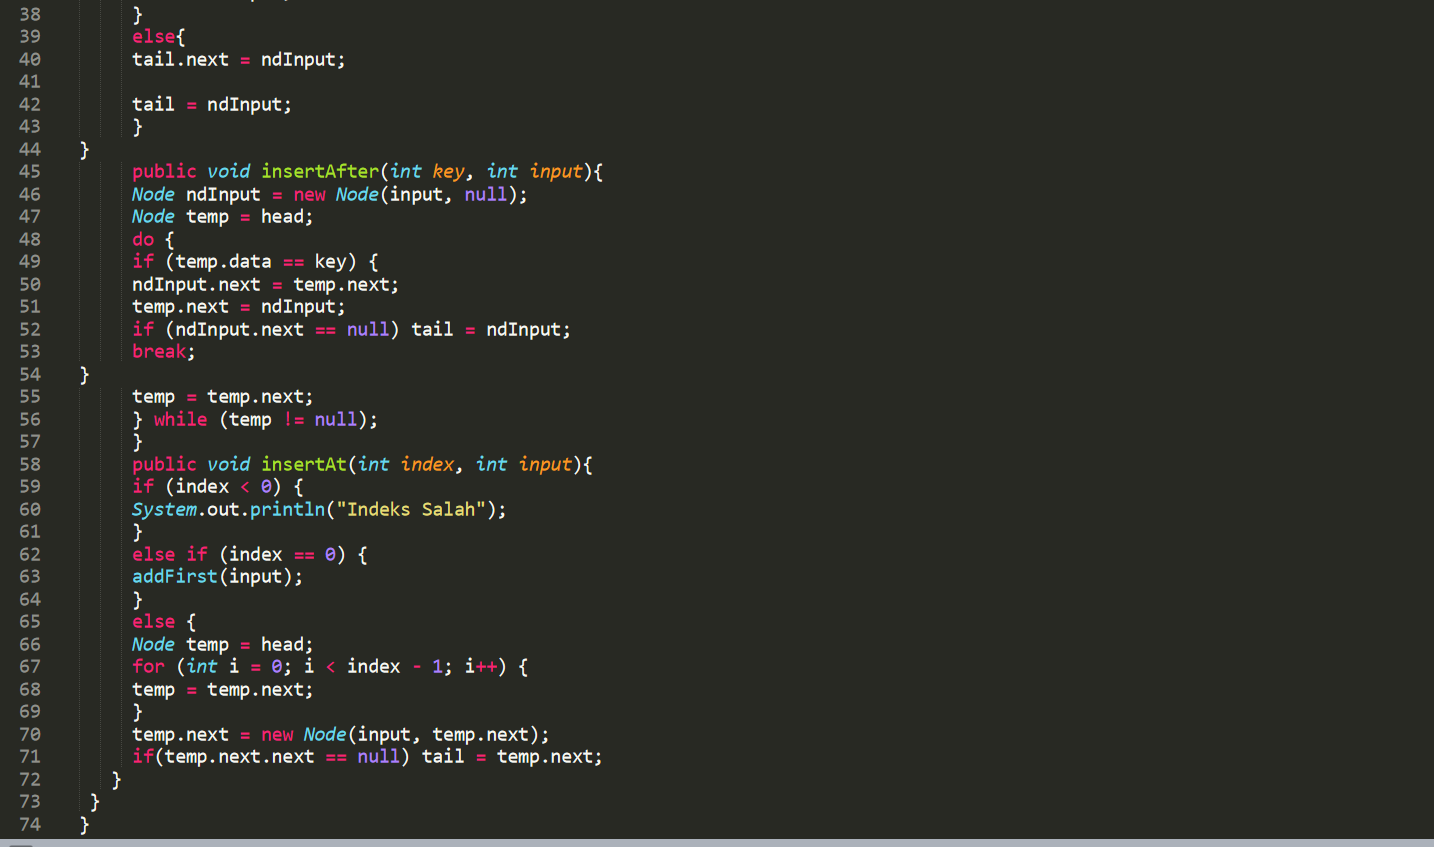 38 }
39 else{
40 tail.next = ndInput;
41
42 tail = ndInput;
43 }
44 }
45 public void insertAfter(int key, int input){
46 Node ndInput = new Node(input, null);
47 Node temp = head;
48 do {
49 if (temp.data == key) {
50 ndInput.next = temp.next;
51 temp.next = ndInput;
52 if (ndInput.next == null) tail = ndInput;
53 break;
54 }
55 temp = temp.next;
56 } while (temp != null);
57 }
58 public void insertAt(int index, int input){
59 if (index < 0) {
60 System.out.println("Indeks Salah");
61 }
62 else if (index == 0) {
63 addFirst(input);
64 }
65 else {
66 Node temp = head;
67 for (int i = 0; i < index - 1; i++) {
68 temp = temp.next;
69 }
70 temp.next = new Node(input, temp.next);
71 if(temp.next.next == null) tail = temp.next;
72 }
73 }
74 }